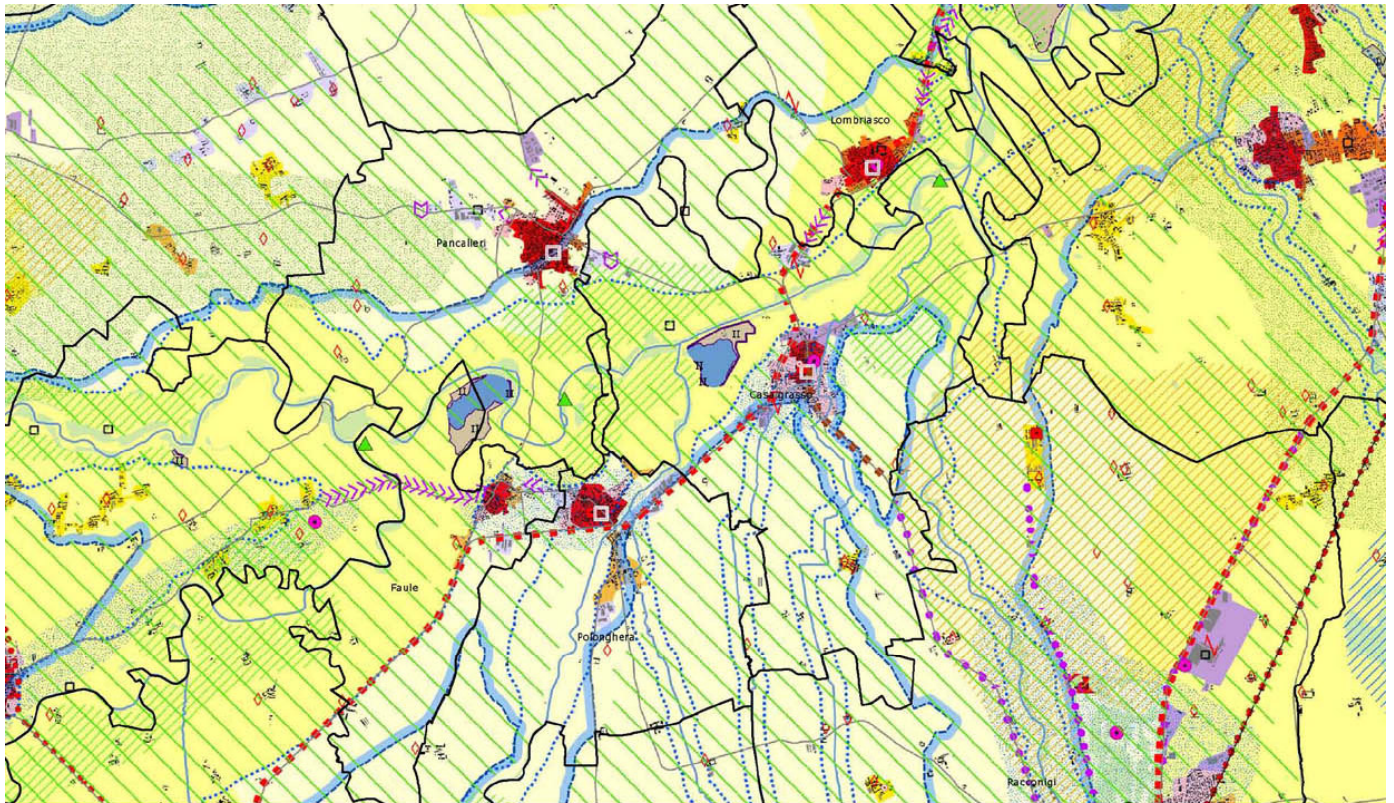 Lombriasco
Pancalieri
Casalgrasso
Faule
Polonghera
Racconigi